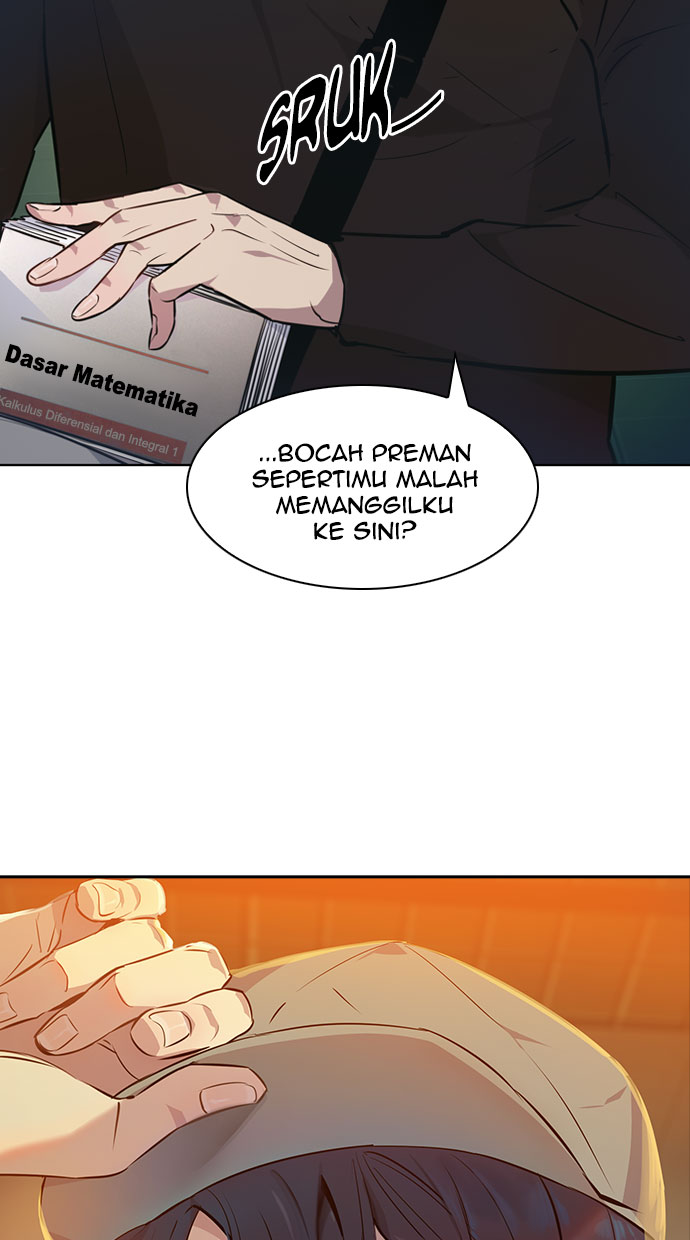 SRUK
Dasar Matematika
Kalkulus Diferensial dan Integral 1
...BOCAH PREMAN
SEPERTIMU MALAH
MEMANGGILKU
KE SINI?